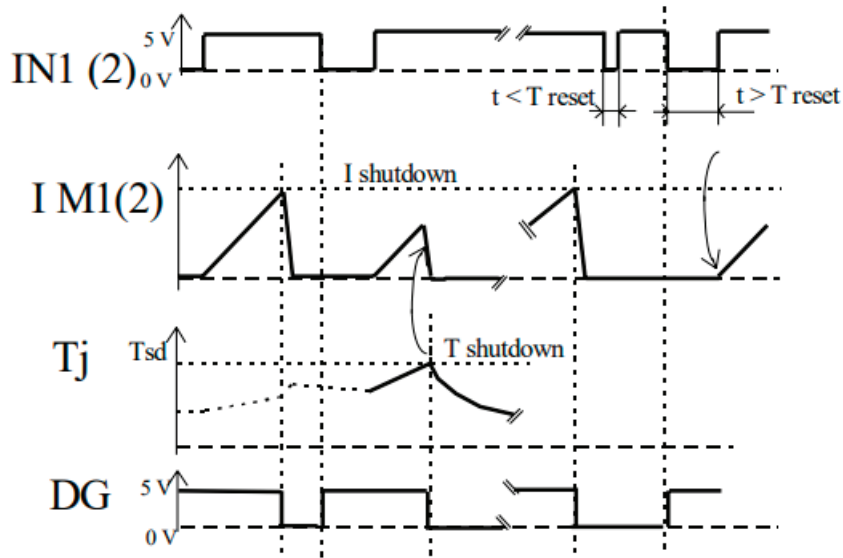 5 V
IN1 (2)
0 V
t < T reset
t > T reset
I shutdown
I M1(2)
Tj
Tsd
T shutdown
DG
5 V
0 V